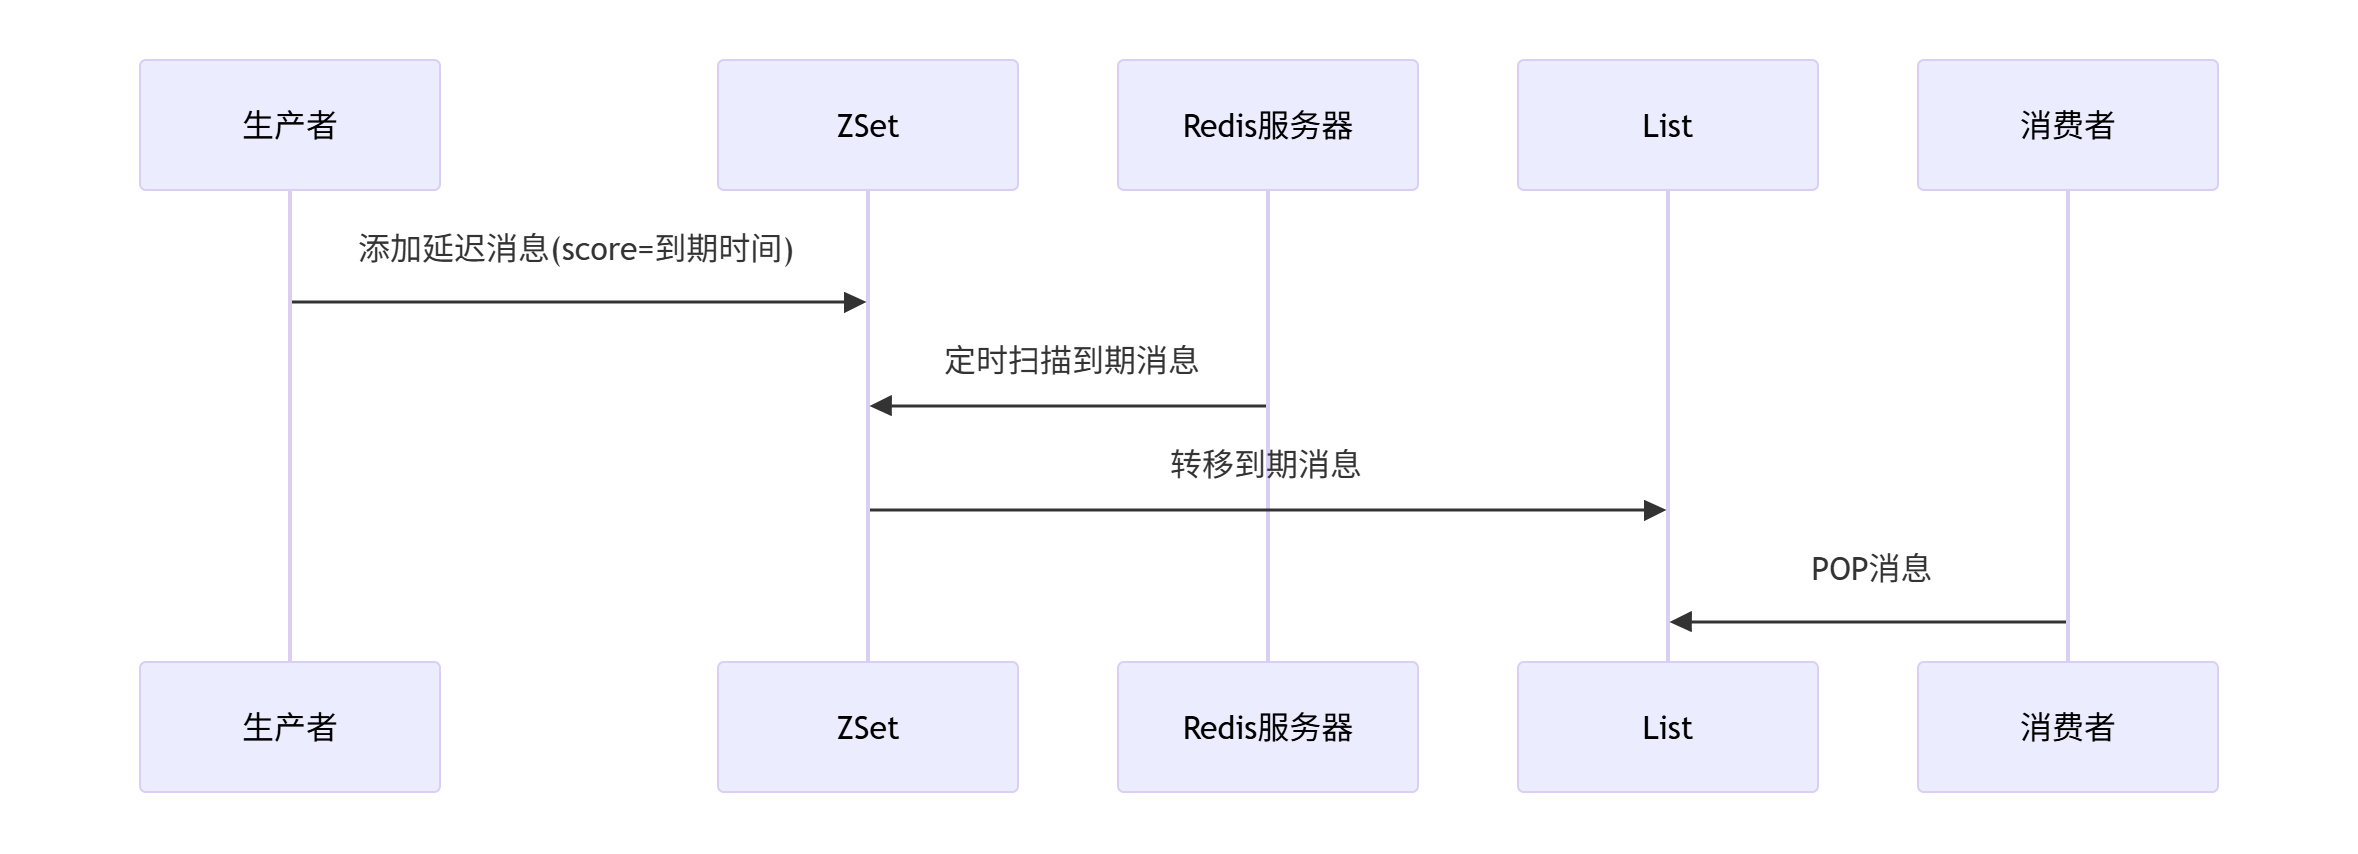 生产者
ZSet
Redis服务器
List
消费者
添加延迟消息(score=到期时间)
定时扫描到期消息
转移到期消息
POP消息
生产者
ZSet
Redis服务器
List
消费者